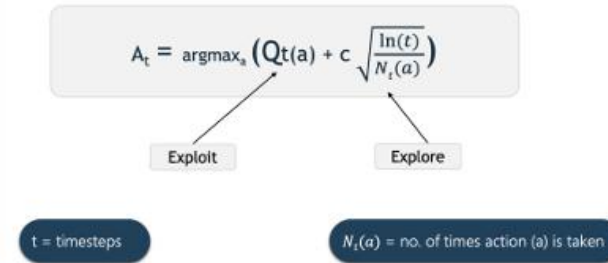 Aₜ = argmaxₐ (Qt(a) + c √(ln(t)/Nₜ(a)))
Exploit
Explore
t = timesteps
Nₜ(a) = no. of times action (a) is taken